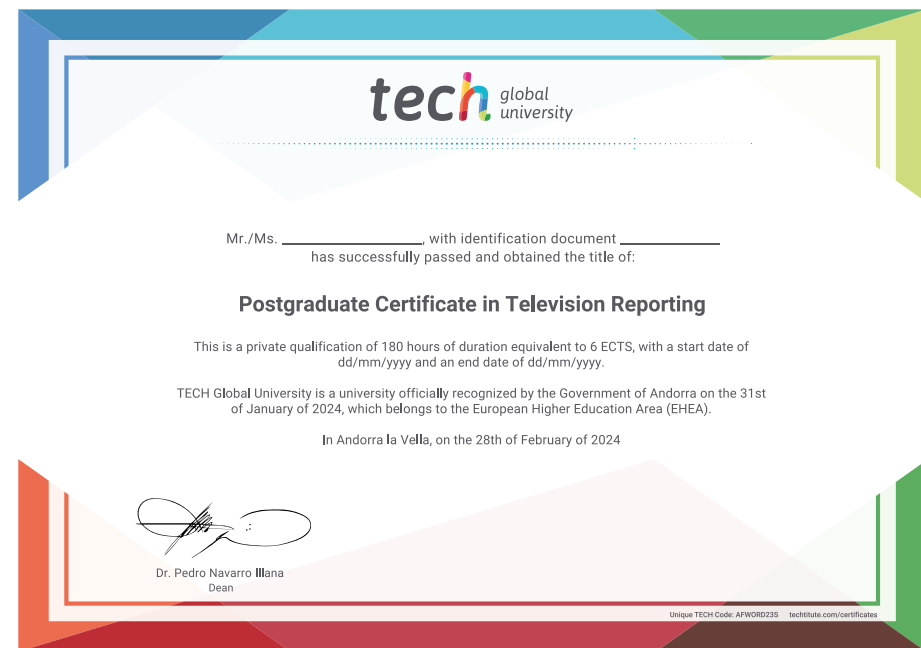 tech global university
Mr./Ms. ____________, with identification document ____________
has successfully passed and obtained the title of:
Postgraduate Certificate in Television Reporting
This is a private qualification of 180 hours of duration equivalent to 6 ECTS, with a start date of
dd/mm/yyyy and an end date of dd/mm/yyyy.
TECH Global University is a university officially recognized by the Government of Andorra on the 31st
of January of 2024, which belongs to the European Higher Education Area (EHEA).
In Andorra la Vella, on the 28th of February of 2024
Dr. Pedro Navarro Illana
Dean
Unique TECH Code: AFWORD23S techtitute.com/certificates